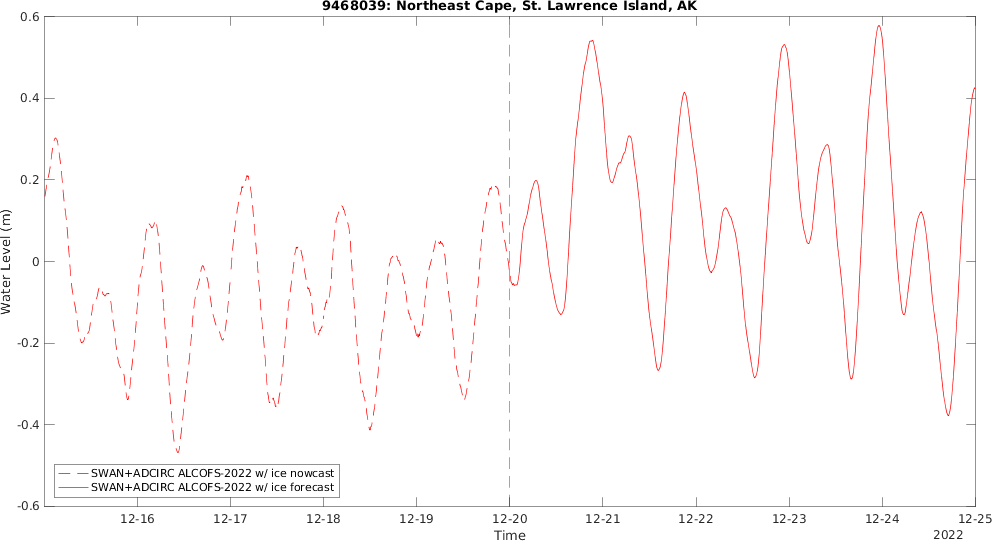 9468039: Northeast Cape, St. Lawrence Island, AK
0.6
0.4
0.2
0
-0.2
-0.4
-0.6
Water Level (m)
SWAN+ADCIRC ALCOFS-2022 w/ ice nowcast
SWAN+ADCIRC ALCOFS-2022 w/ ice forecast
12-16 12-17 12-18 12-19 12-20 12-21 12-22 12-23 12-24 12-25
Time
2022